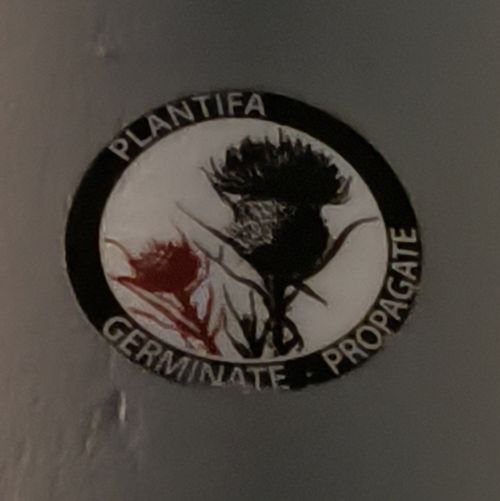 PLANTIFA
GERMINATE · PROPAGATE